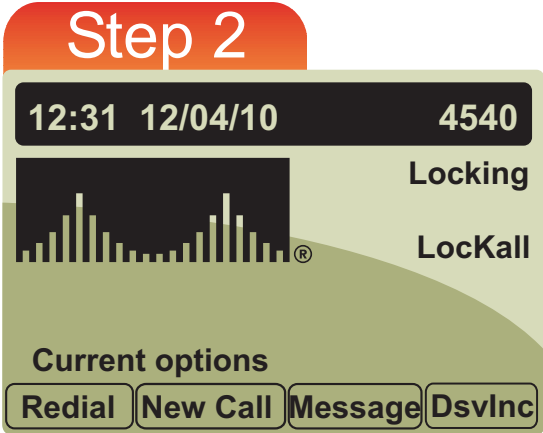 Step 2
12:31 12/04/10 4540
Locking
®
LocKall
Current options
Redial New Call Message DsvInc